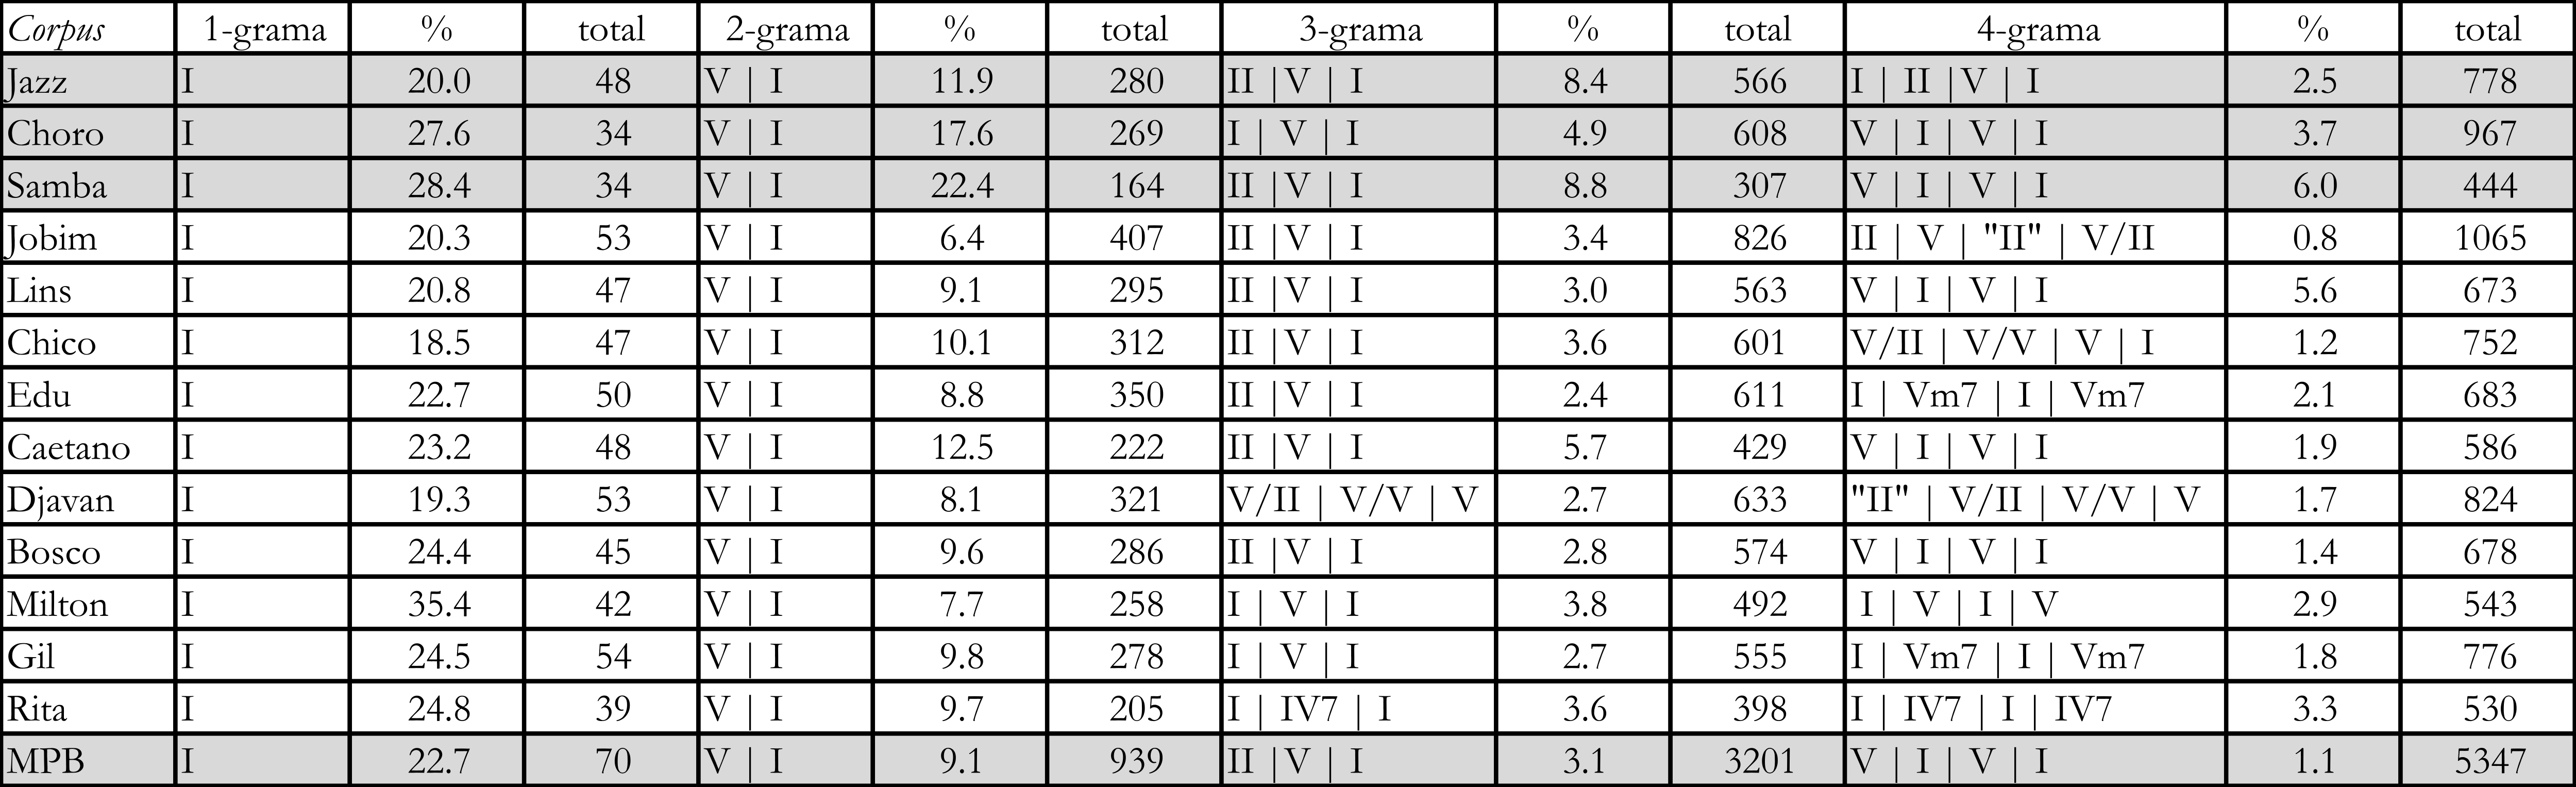 Corpus 1-grama % total 2-grama % total 3-grama % total 4-grama % total
Jazz I 20.0 48 V | I 11.9 280 II |V | I 8.4 566 I | II |V | I 2.5 778
Choro I 27.6 34 V | I 17.6 269 I | V | I 4.9 608 V | I | V | I 3.7 967
Samba I 28.4 34 V | I 22.4 164 II |V | I 8.8 307 V | I | V | I 6.0 444
Jobim I 20.3 53 V | I 6.4 407 II |V | I 3.4 826 II | V | "II" | V/II 0.8 1065
Lins I 20.8 47 V | I 9.1 295 II |V | I 3.0 563 V | I | V | I 5.6 673
Chico I 18.5 47 V | I 10.1 312 II |V | I 3.6 601 V/II | V/V | V | I 1.2 752
Edu I 22.7 50 V | I 8.8 350 II |V | I 2.4 611 I | Vm7 | I | Vm7 2.1 683
Caetano I 23.2 48 V | I 12.5 222 II |V | I 5.7 429 V | I | V | I 1.9 586
Djavan I 19.3 53 V | I 8.1 321 V/II | V/V | V 2.7 633 "II" | V/II | V/V | V 1.7 824
Bosco I 24.4 45 V | I 9.6 286 II |V | I 2.8 574 V | I | V | I 1.4 678
Milton I 35.4 42 V | I 7.7 258 I | V | I 3.8 492 I | V | I | V 2.9 543
Gil I 24.5 54 V | I 9.8 278 I | V | I 2.7 555 I | Vm7 | I | Vm7 1.8 776
Rita I 24.8 39 V | I 9.7 205 I | IV7 | I 3.6 398 I | IV7 | I | IV7 3.3 530
MPB I 22.7 70 V | I 9.1 939 II |V | I 3.1 3201 V | I | V | I 1.1 5347